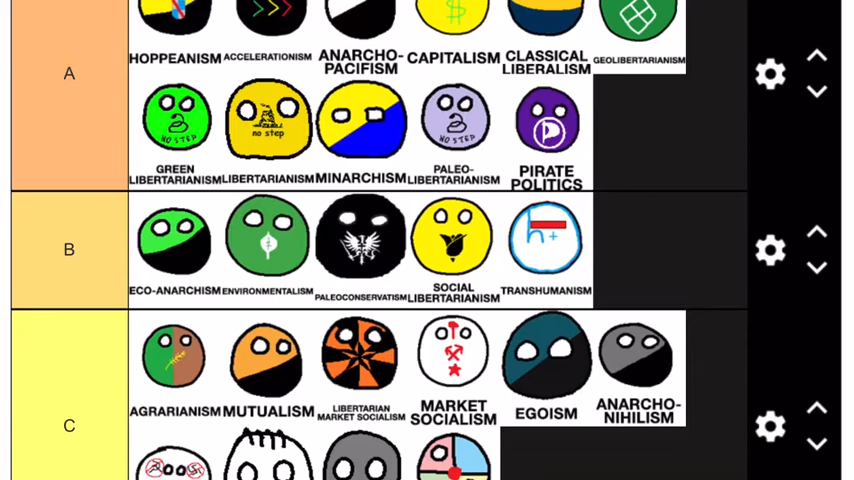 A
HOPPEANISM
ACCELERATIONISM
ANARCHO-
PACIFISM
CAPITALISM
CLASSICAL
LIBERALISM
GEOLIBERTARIANISM
NO STEP
no step
NO STEP
GREEN
LIBERTARIANISM
LIBERTARIANISM
MINARCHISM
PALEO-
LIBERTARIANISM
PIRATE
POLITICS
B
h+
ECO-ANARCHISM
ENVIRONMENTALISM
PALEOCONSERVATISM
SOCIAL
LIBERTARIANISM
TRANSHUMANISM
C
AGRARIANISM
MUTUALISM
LIBERTARIAN
MARKET SOCIALISM
MARKET
SOCIALISM
EGOISM
ANARCHO-
NIHILISM